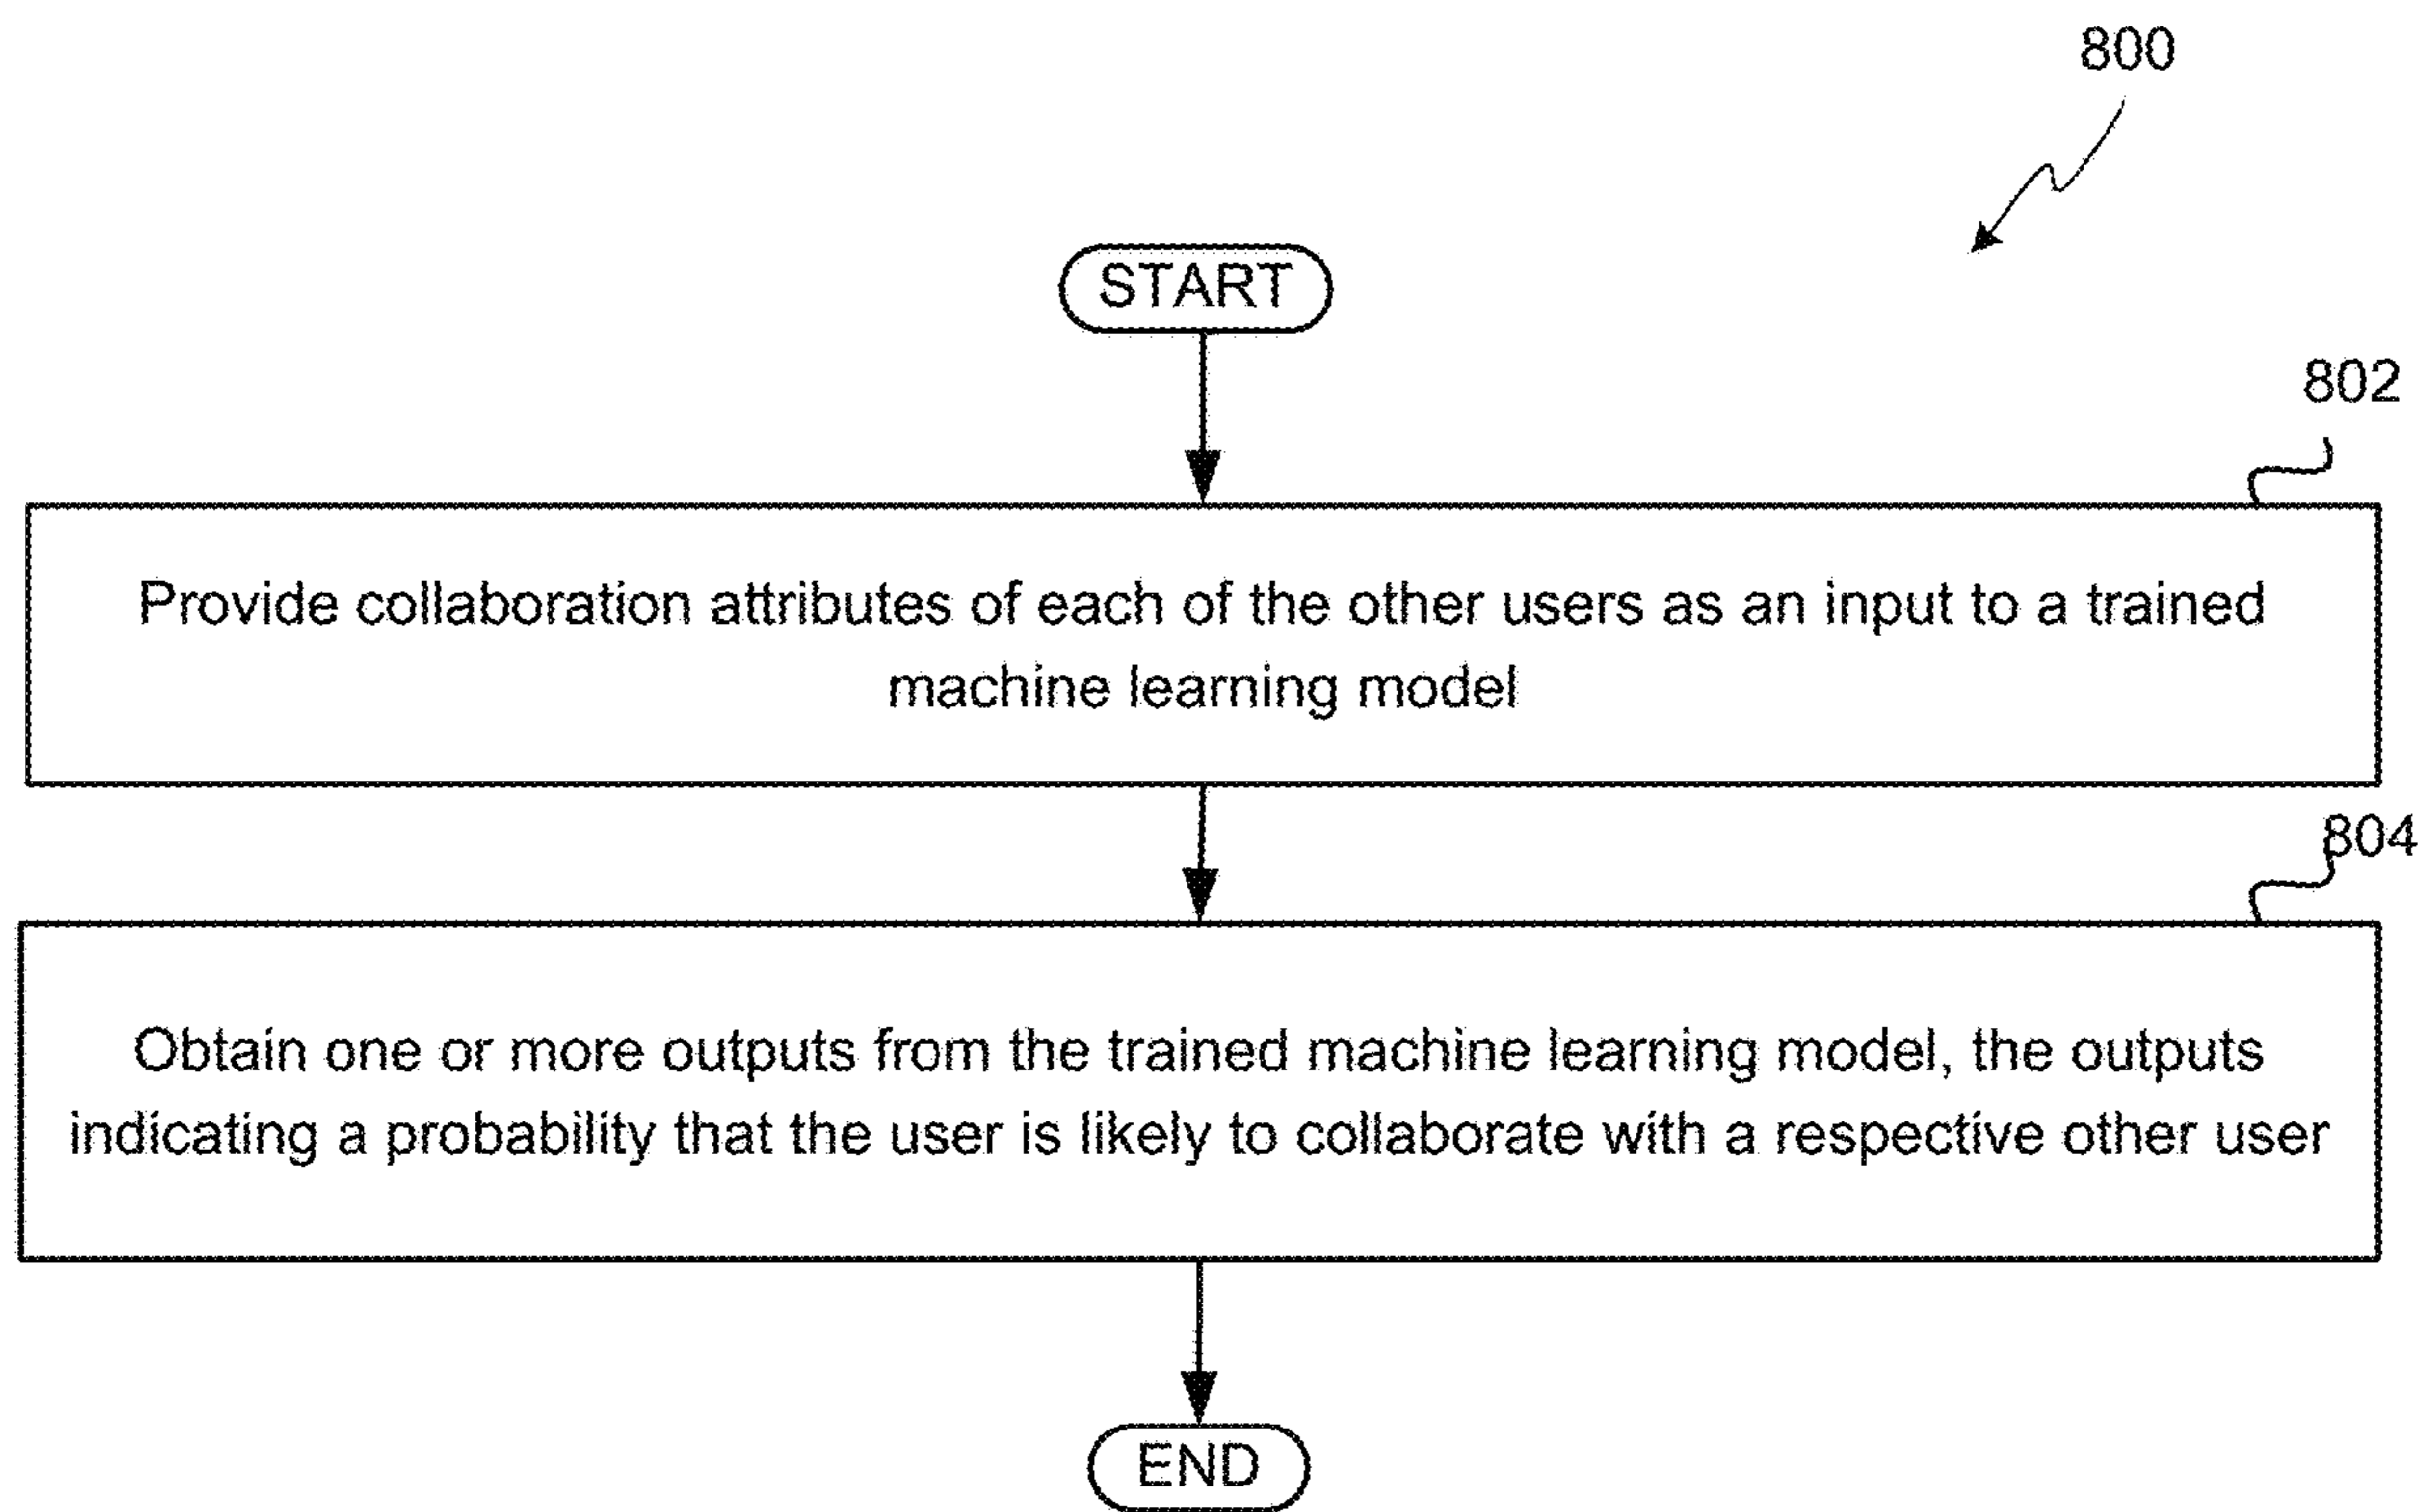 800
START
802
Provide collaboration attributes of each of the other users as an input to a trained
machine learning model
804
Obtain one or more outputs from the trained machine learning model, the outputs
indicating a probability that the user is likely to collaborate with a respective other user
END